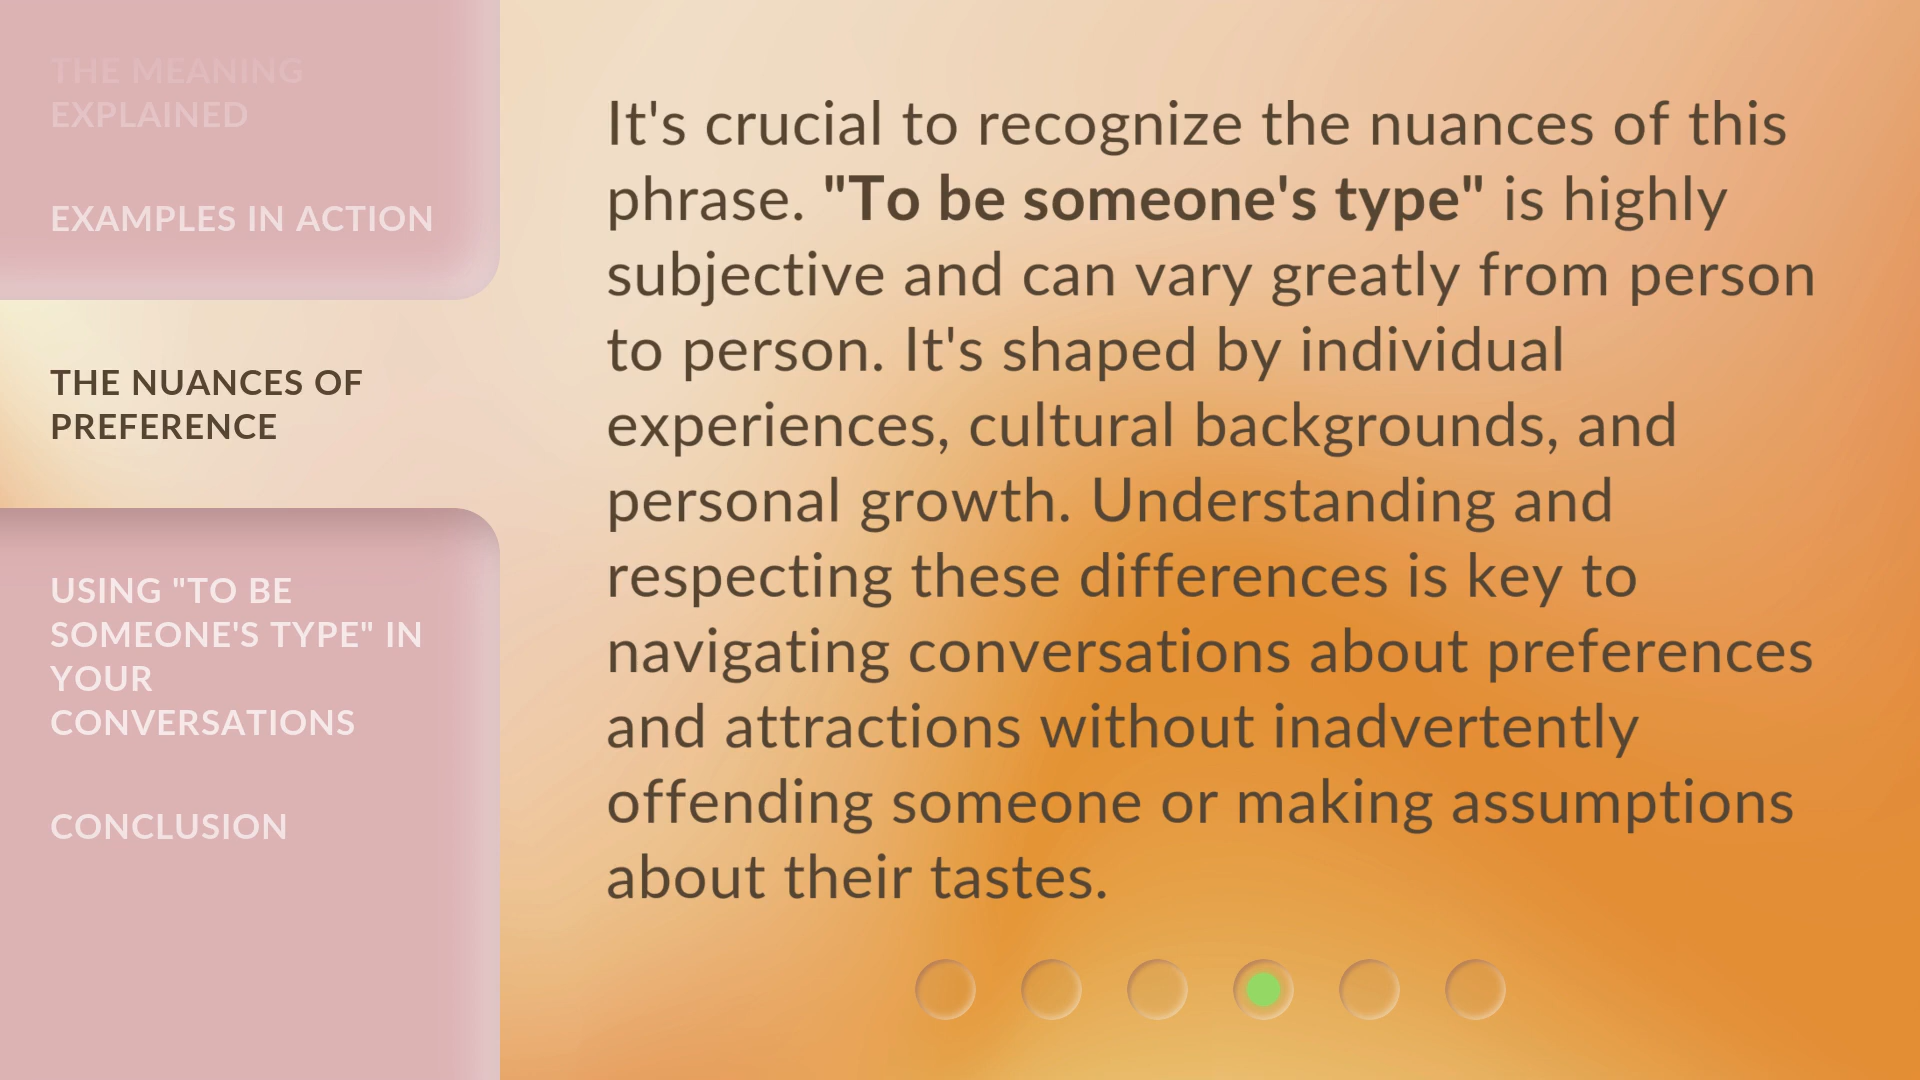 THE MEANING
EXPLAINED
EXAMPLES IN ACTION
THE NUANCES OF
PREFERENCE
USING "TO BE
SOMEONE'S TYPE" IN
YOUR
CONVERSATIONS
CONCLUSION
It's crucial to recognize the nuances of this
phrase. "To be someone's type" is highly
subjective and can vary greatly from person
to person. It's shaped by individual
experiences, cultural backgrounds, and
personal growth. Understanding and
respecting these differences is key to
navigating conversations about preferences
and attractions without inadvertently
offending someone or making assumptions
about their tastes.